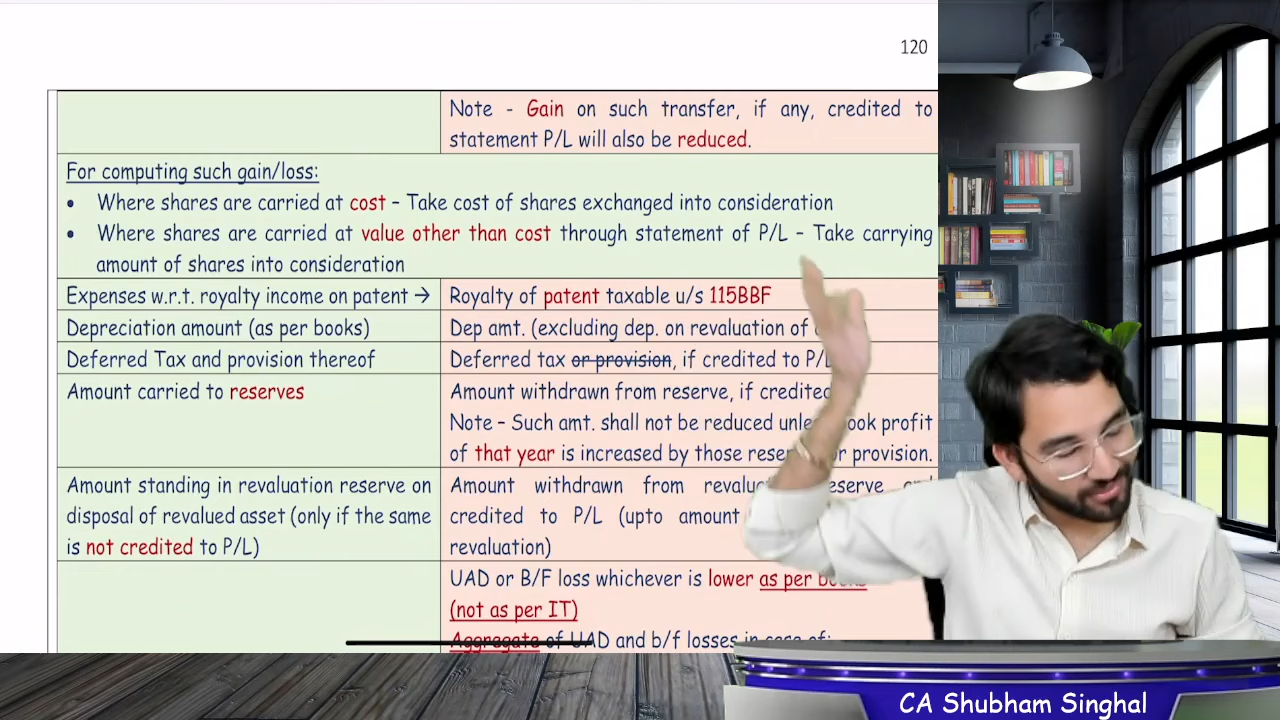 120
Note - Gain on such transfer, if any, credited to
statement P/L will also be reduced.
For computing such gain/loss:
• Where shares are carried at cost – Take cost of shares exchanged into consideration
• Where shares are carried at value other than cost through statement of P/L – Take carrying
amount of shares into consideration
Expenses w.r.t. royalty income on patent →
Royalty of patent taxable u/s 115BBF
Depreciation amount (as per books)
Dep amt. (excluding dep. on revaluation of
Deferred Tax and provision thereof
Deferred tax or provision, if credited to P/L
Amount carried to reserves
Amount withdrawn from reserve, if credited
Note – Such amt. shall not be reduced book profit
of that year is increased by those provision.
Amount standing in revaluation reserve on
disposal of revalued asset (only if the same
is not credited to P/L)
Amount withdrawn from
credited to P/L (upto amount
revaluation)
UAD or B/F loss whichever is lower as per books
(not as per IT)
Aggregate of UAD and b/f losses in case of:
CA Shubham Singhal